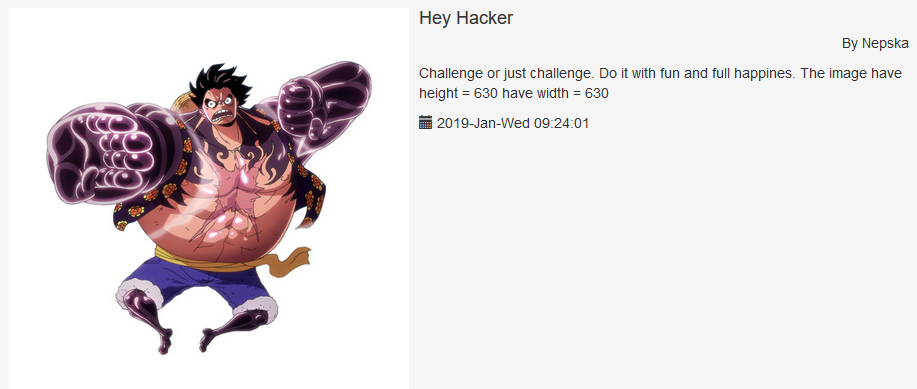 Hey Hacker
By Nepska
Challenge or just challenge. Do it with fun and full happines. The image have
height = 630 have width = 630
2019-Jan-Wed 09:24:01